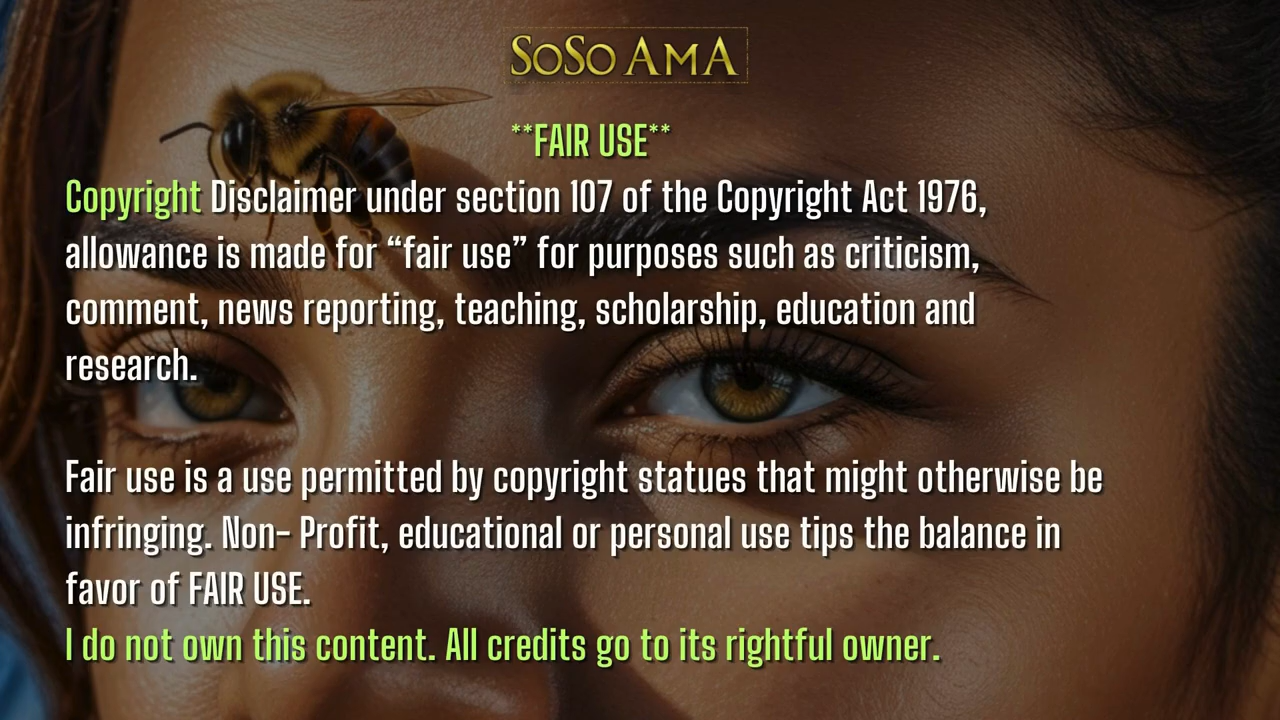 SoSo AmA
**FAIR USE**
Copyright Disclaimer under section 107 of the Copyright Act 1976,
allowance is made for “fair use” for purposes such as criticism,
comment, news reporting, teaching, scholarship, education and
research.
Fair use is a use permitted by copyright statues that might otherwise be
infringing. Non- Profit, educational or personal use tips the balance in
favor of FAIR USE.
I do not own this content. All credits go to its rightful owner.